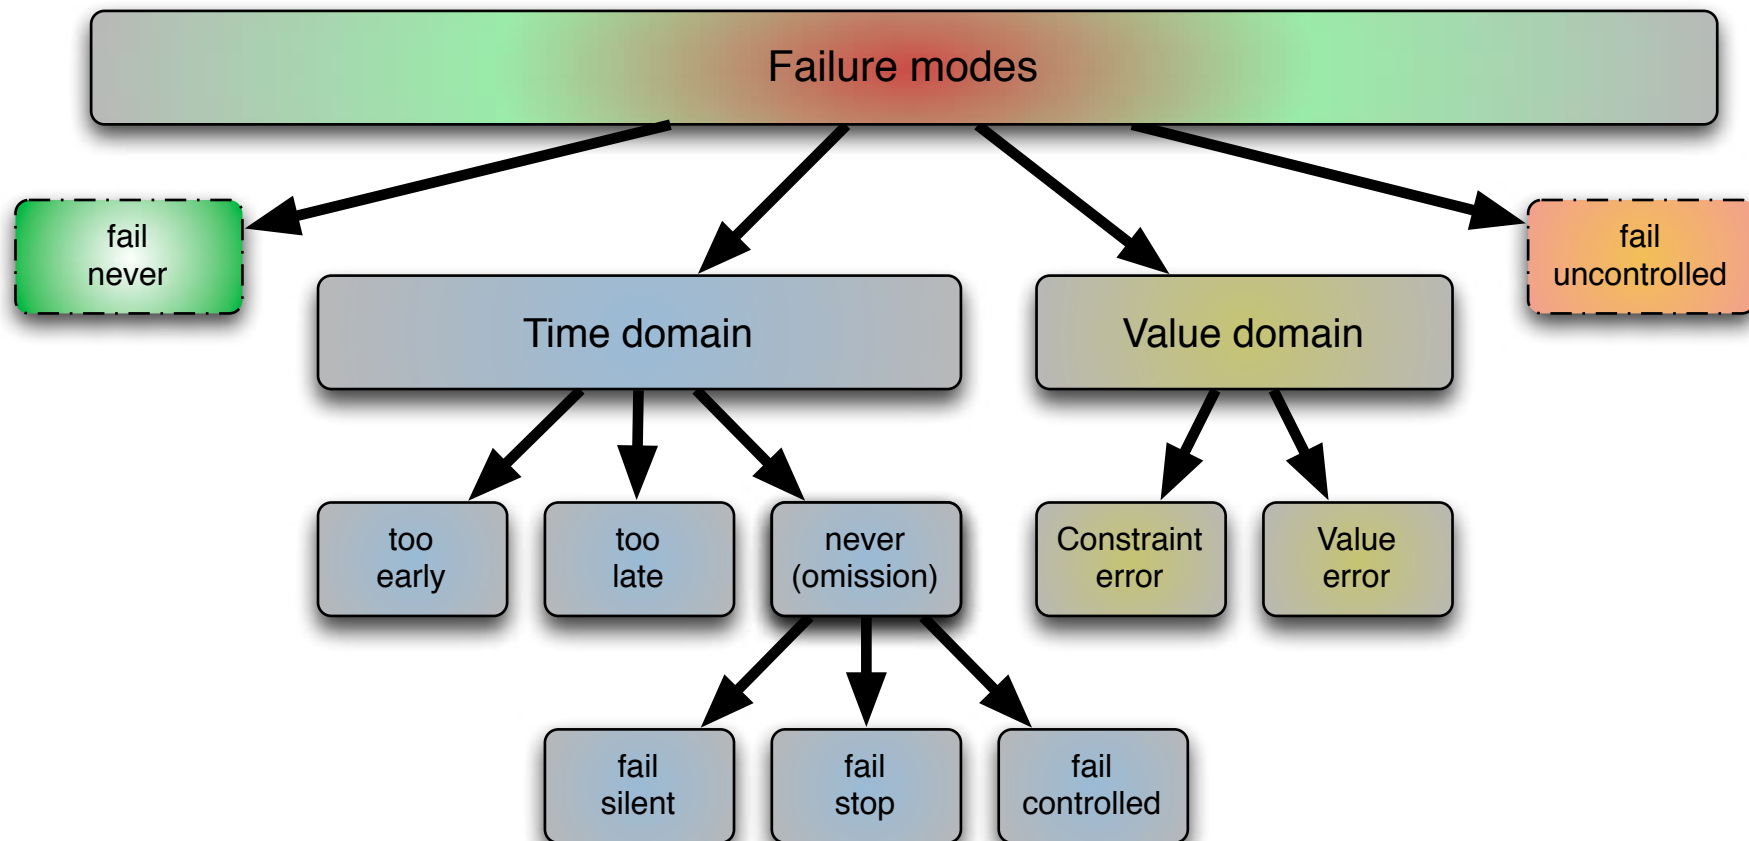 Failure modes
fail
never
fail
uncontrolled
Time domain
Value domain
too
early
too
late
never
(omission)
Constraint
error
Value
error
fail
silent
fail
stop
fail
controlled